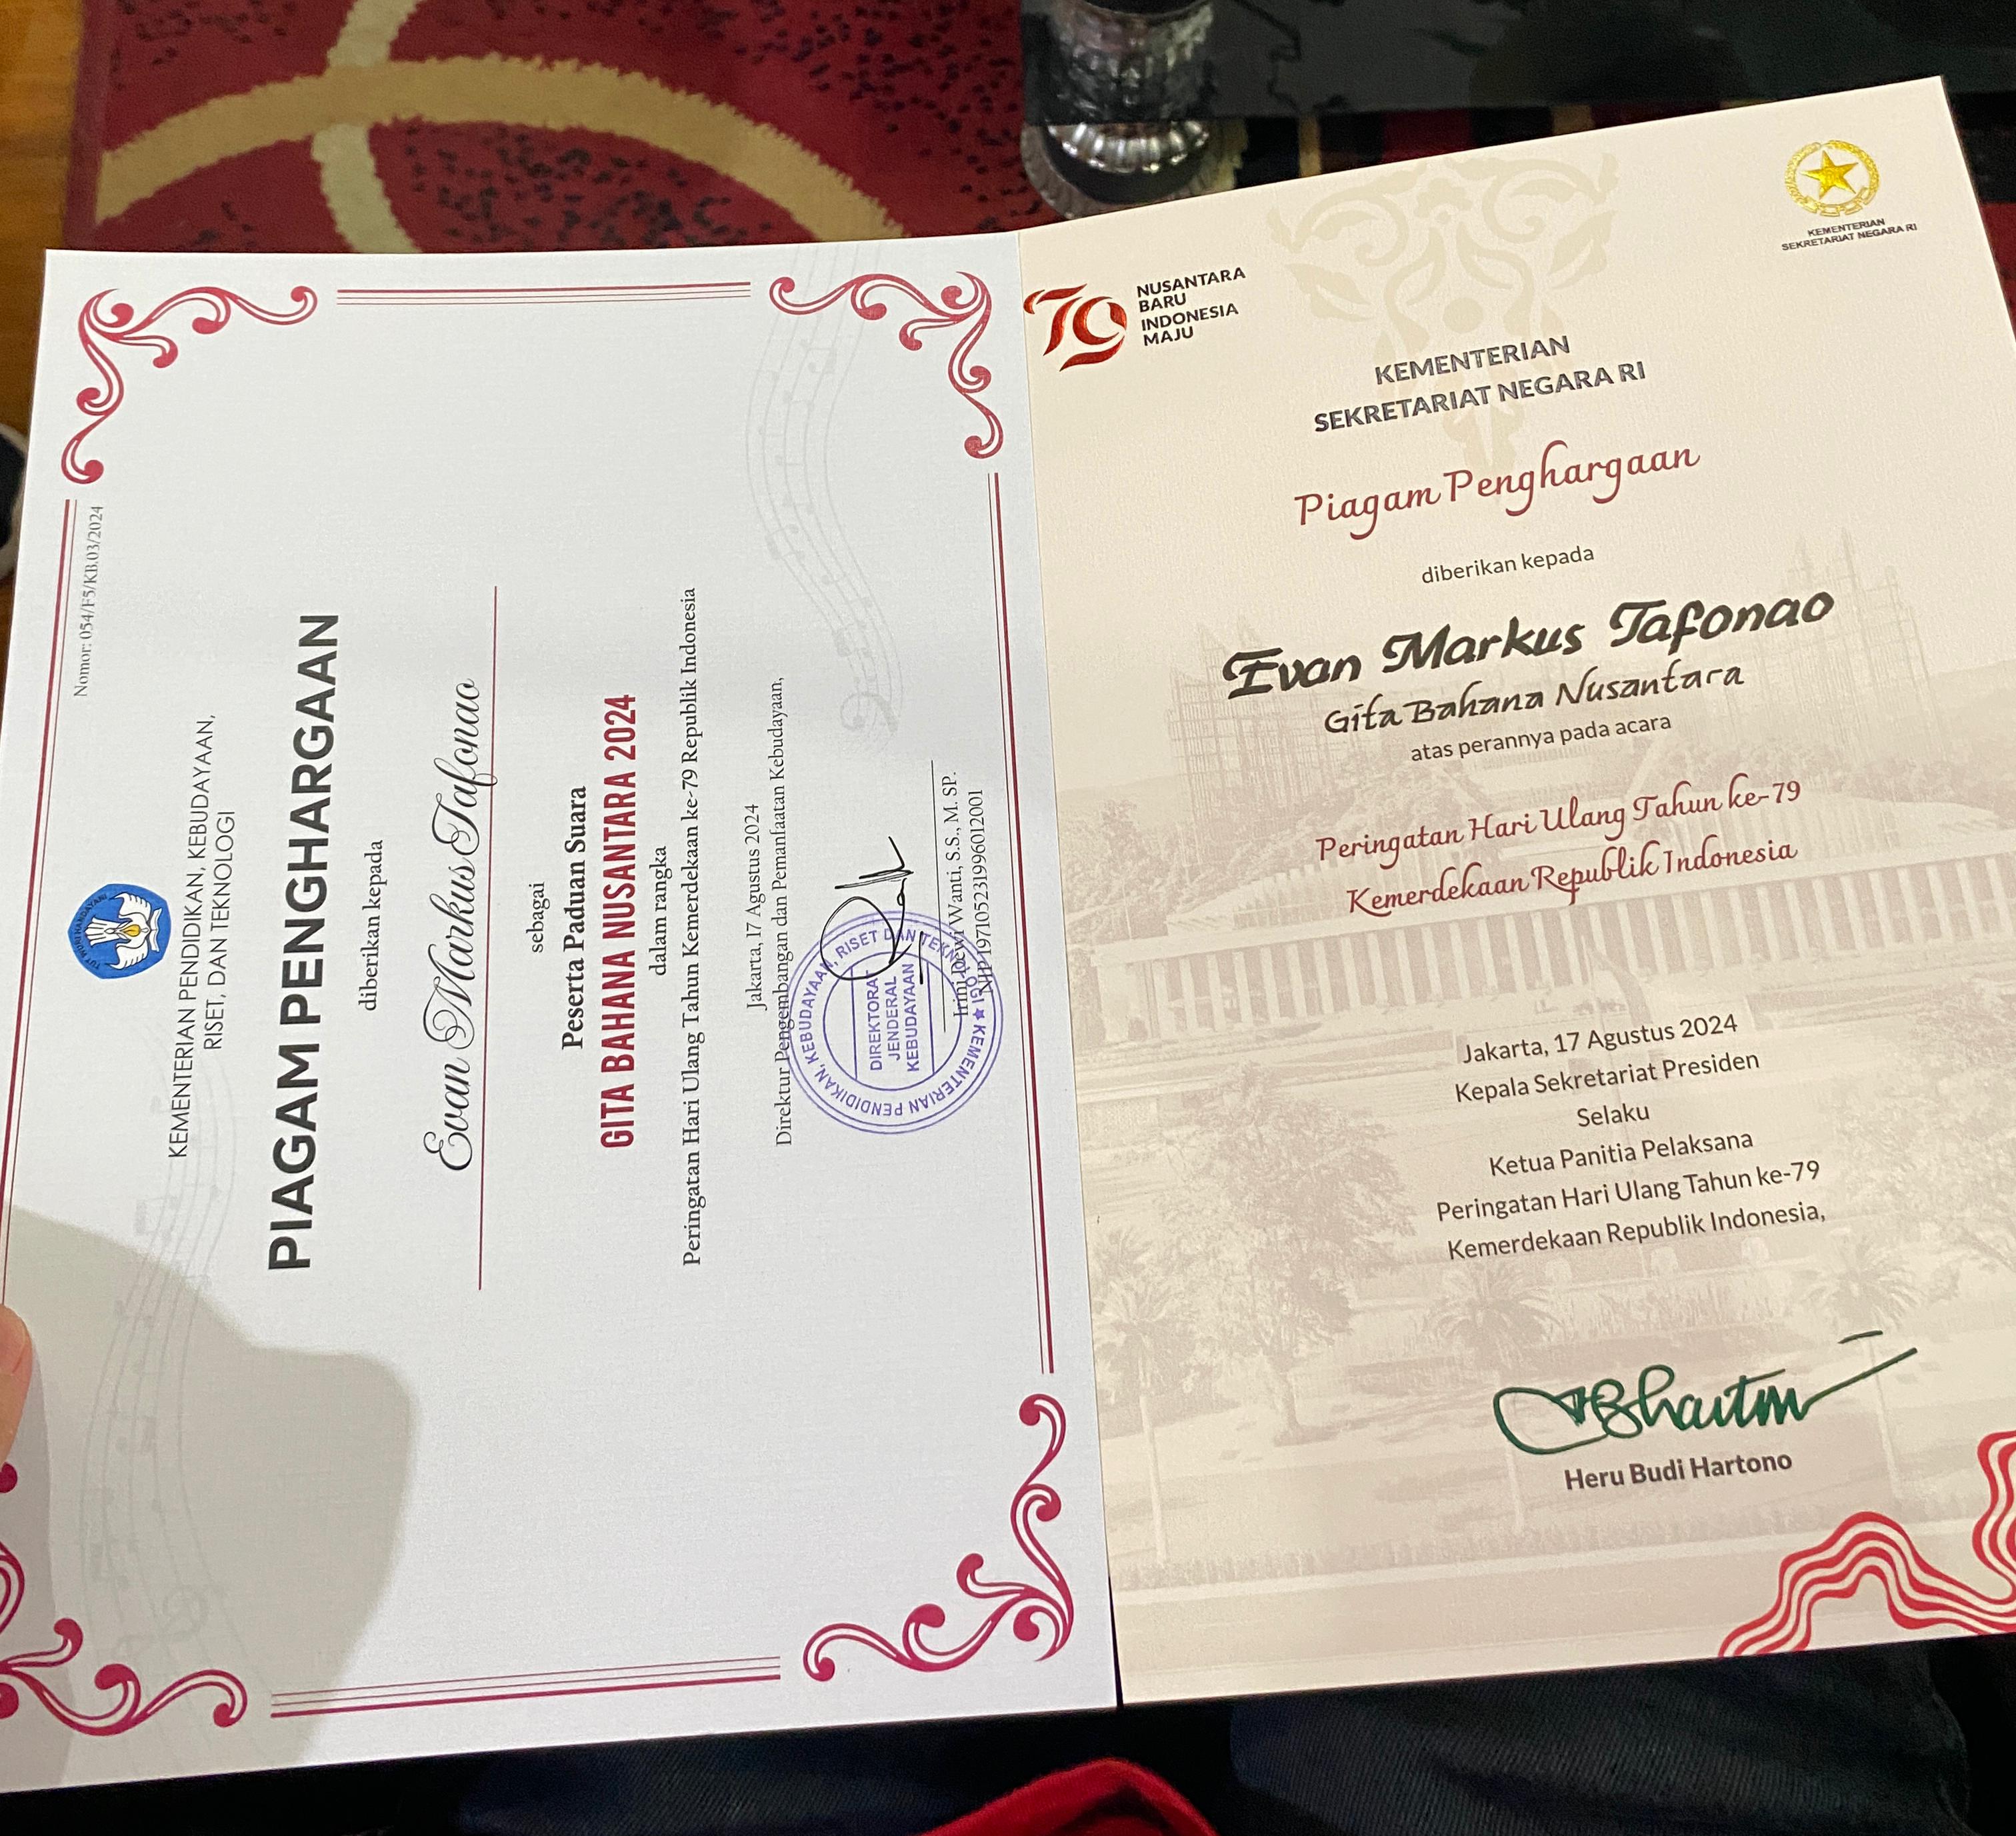 Nomor: 054/F5/KB.03/2024
TUT WURI HANDAYANI
KEMENTERIAN PENDIDIKAN, KEBUDAYAAN,
RISET, DAN TEKNOLOGI
PIAGAM PENGHARGAAN
diberikan kepada
Evan Markus Tafonao
sebagai
Peserta Paduan Suara
GITA BAHANA NUSANTARA 2024
dalam rangka
Peringatan Hari Ulang Tahun Kemerdekaan ke-79 Republik Indonesia
Jakarta, 17 Agustus 2024
Direktur Pengembangan dan Pemanfaatan Kebudayaan,
KEMENTERIAN PENDIDIKAN, KEBUDAYAAN, RISET DAN TEKNOLOGI
DIREKTORAT
JENDERAL
KEBUDAYAAN
Irini Dewi Wanti, S.S., M. SP.
NIP 197105231996012001
79
NUSANTARA
BARU
INDONESIA
MAJU
KEMENTERIAN
SEKRETARIAT NEGARA RI
KEMENTERIAN
SEKRETARIAT NEGARA RI
Piagam Penghargaan
diberikan kepada
Evan Markus Tafonao
Gita Bahana Nusantara
atas perannya pada acara
Peringatan Hari Ulang Tahun ke-79
Kemerdekaan Republik Indonesia
Jakarta, 17 Agustus 2024
Kepala Sekretariat Presiden
Selaku
Ketua Panitia Pelaksana
Peringatan Hari Ulang Tahun ke-79
Kemerdekaan Republik Indonesia,
Heru Budi Hartono